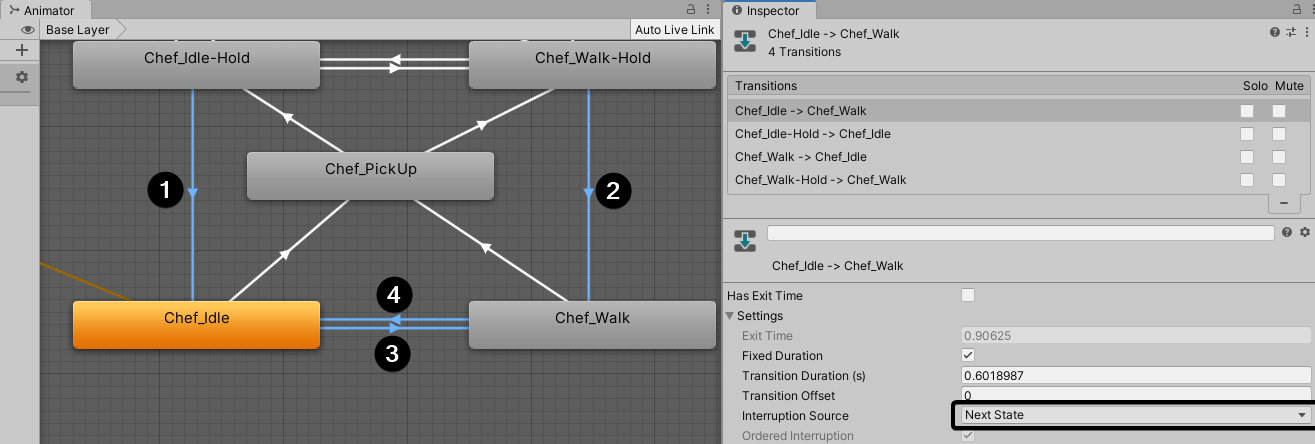 Animator
Base Layer
Auto Live Link
Chef_Idle-Hold
Chef_Walk-Hold
Chef_PickUp
1
2
4
Chef_Idle
Chef_Walk
3
Inspector
Chef_Idle -> Chef_Walk
4 Transitions
Transitions Solo Mute
Chef_Idle -> Chef_Walk
Chef_Idle-Hold -> Chef_Idle
Chef_Walk -> Chef_Idle
Chef_Walk-Hold -> Chef_Walk
Chef_Idle -> Chef_Walk
Has Exit Time
Settings
Exit Time 0.90625
Fixed Duration
Transition Duration (s) 0.6018987
Transition Offset 0
Interruption Source Next State
Ordered Interruption